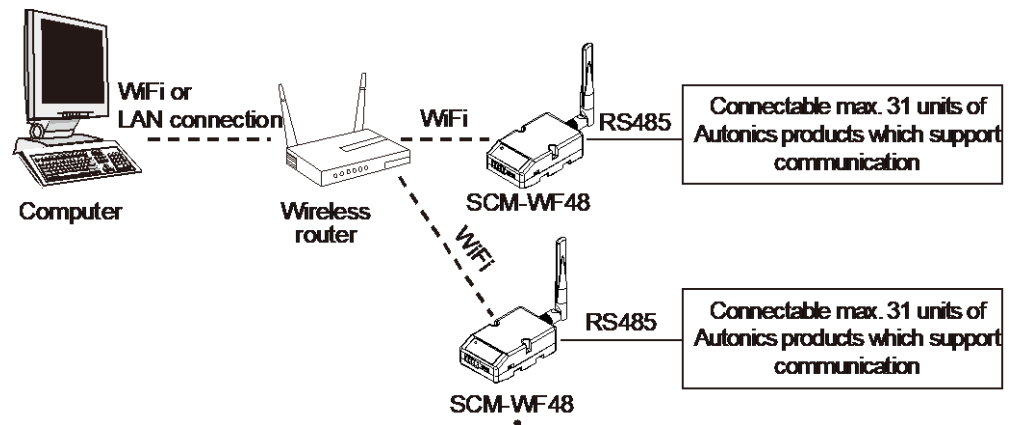 WiFi or
LAN connection
WiFi
RS485
Connectable max. 31 units of
Autonics products which support
communication
Computer
Wireless
router
SCM-WF48
WiFi
RS485
Connectable max. 31 units of
Autonics products which support
communication
SCM-WF48